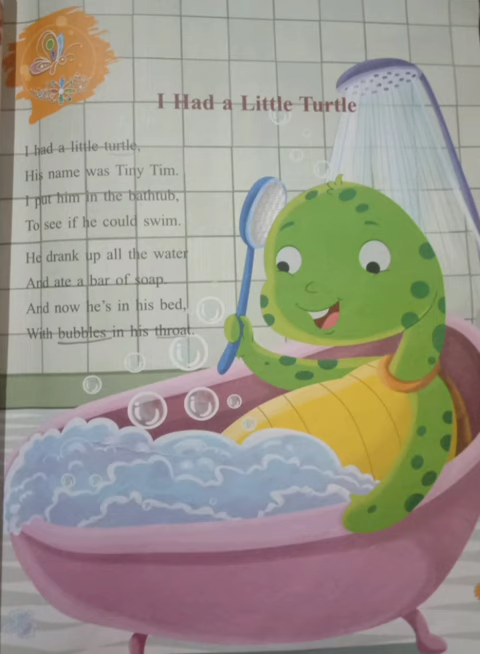 I Had a Little Turtle
I had a little turtle,
His name was Tiny Tim.
I put him in the bathtub,
To see if he could swim.
He drank up all the water
And ate a bar of soap.
And now he's in his bed,
With bubbles in his throat.